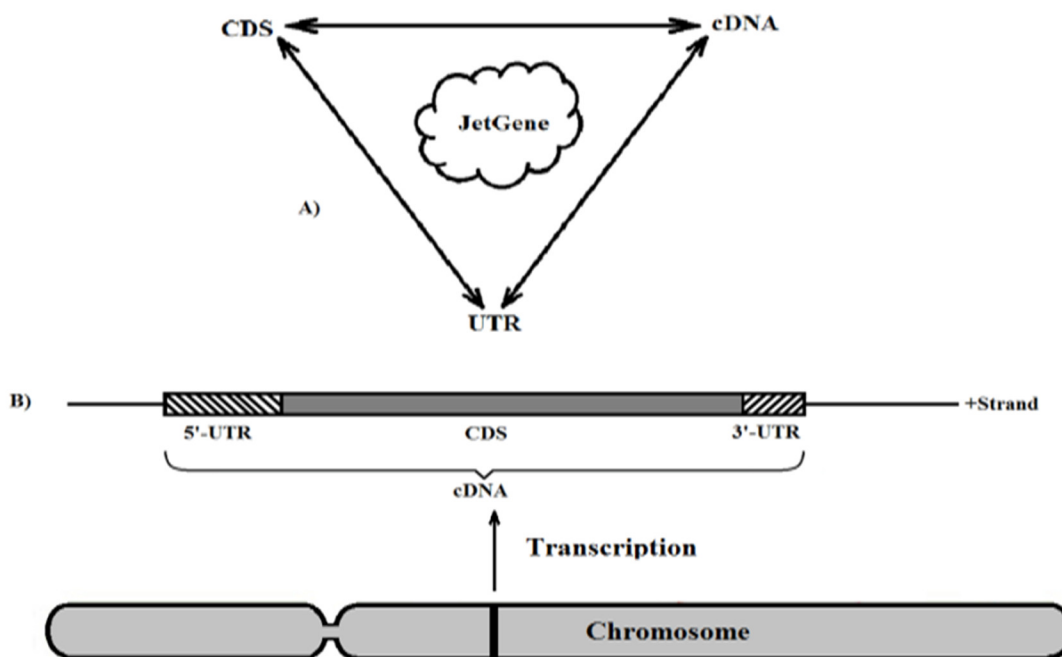 CDS
cDNA
JetGene
A)
UTR
B)
+Strand
5'-UTR
CDS
3'-UTR
cDNA
Transcription
Chromosome